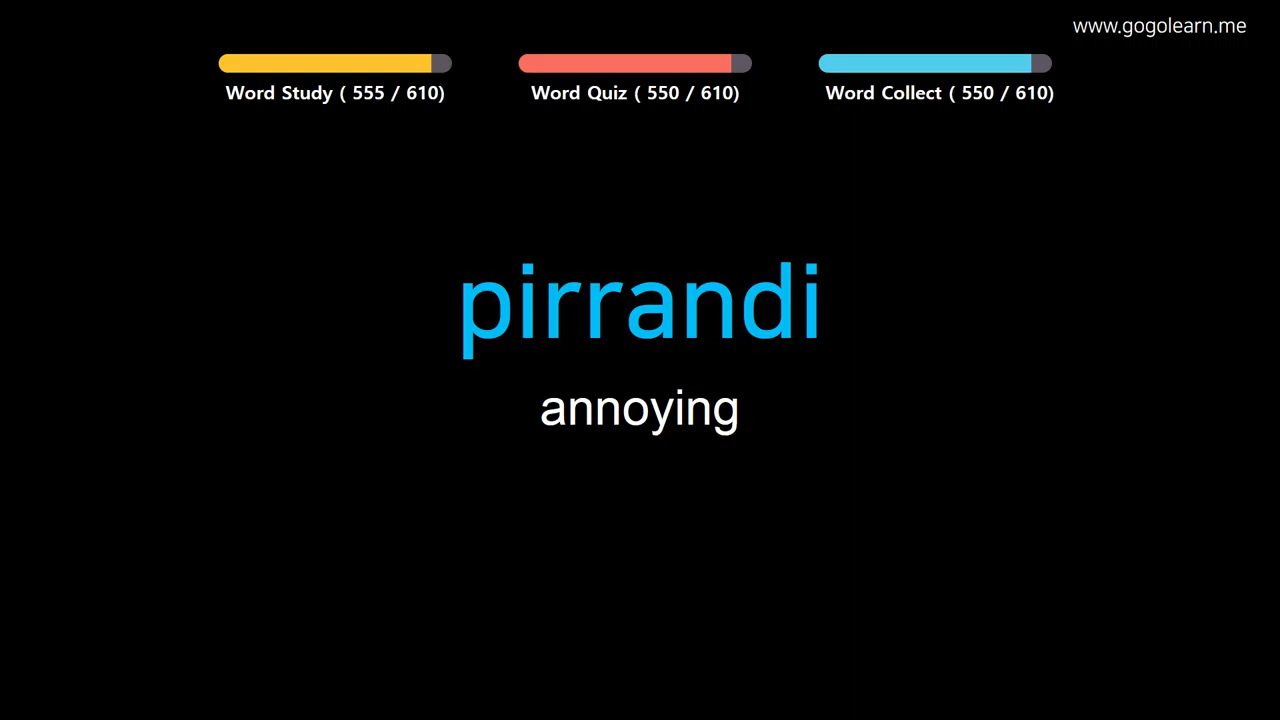 www.gogolearn.me
Word Study ( 555 / 610)
Word Quiz ( 550 / 610)
Word Collect ( 550 / 610)
pirrandi
annoying